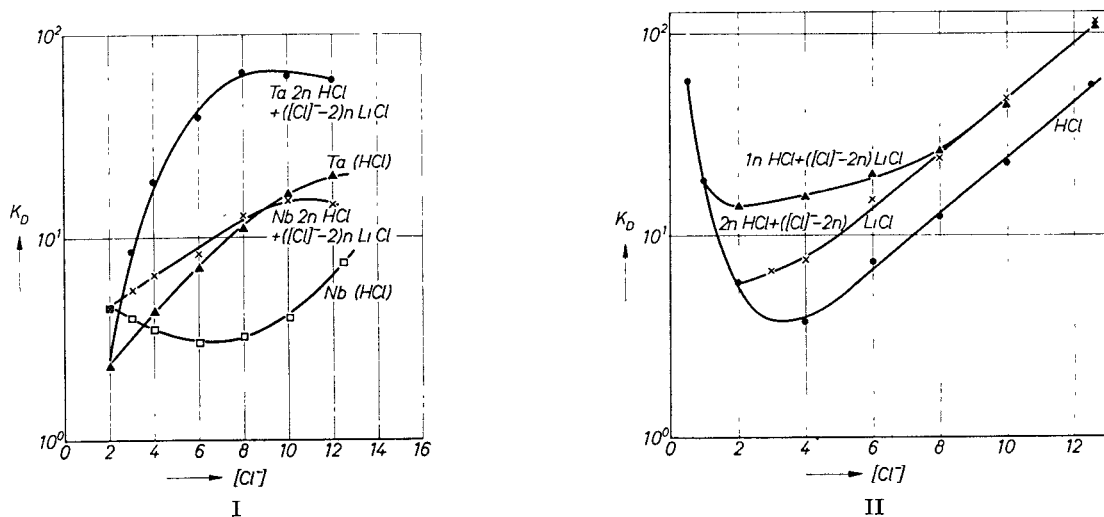 10²
Ta 2n HCl
+([Cl]⁻-2)n LiCl
Ta (HCl)
K_D
10¹
Nb 2n HCl
+([Cl]⁻-2)n LiCl
Nb (HCl)
10⁰
0 2 4 6 8 10 12 14 16
[Cl⁻]
I
10²
HCl
1n HCl+([Cl]⁻-2n) LiCl
K_D
2n HCl+([Cl]⁻-2n) LiCl
10¹
10⁰
0 2 4 6 8 10 12
[Cl⁻]
II